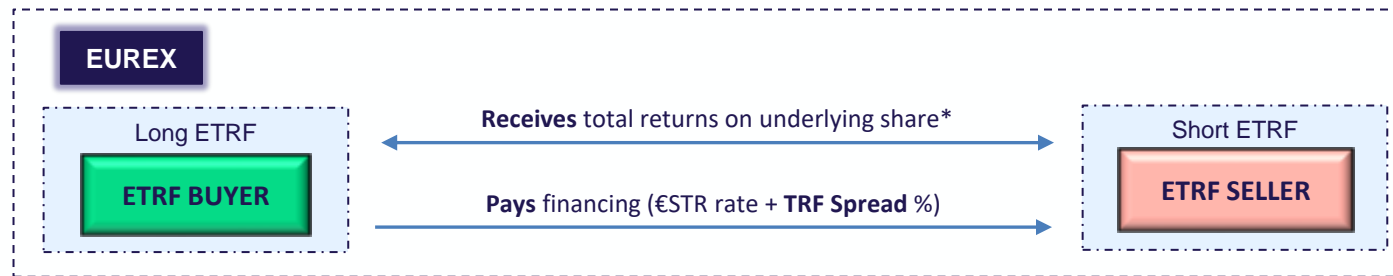 EUREX
Long ETRF
ETRF BUYER
Receives total returns on underlying share*
Pays financing (€STR rate + TRF Spread %)
Short ETRF
ETRF SELLER